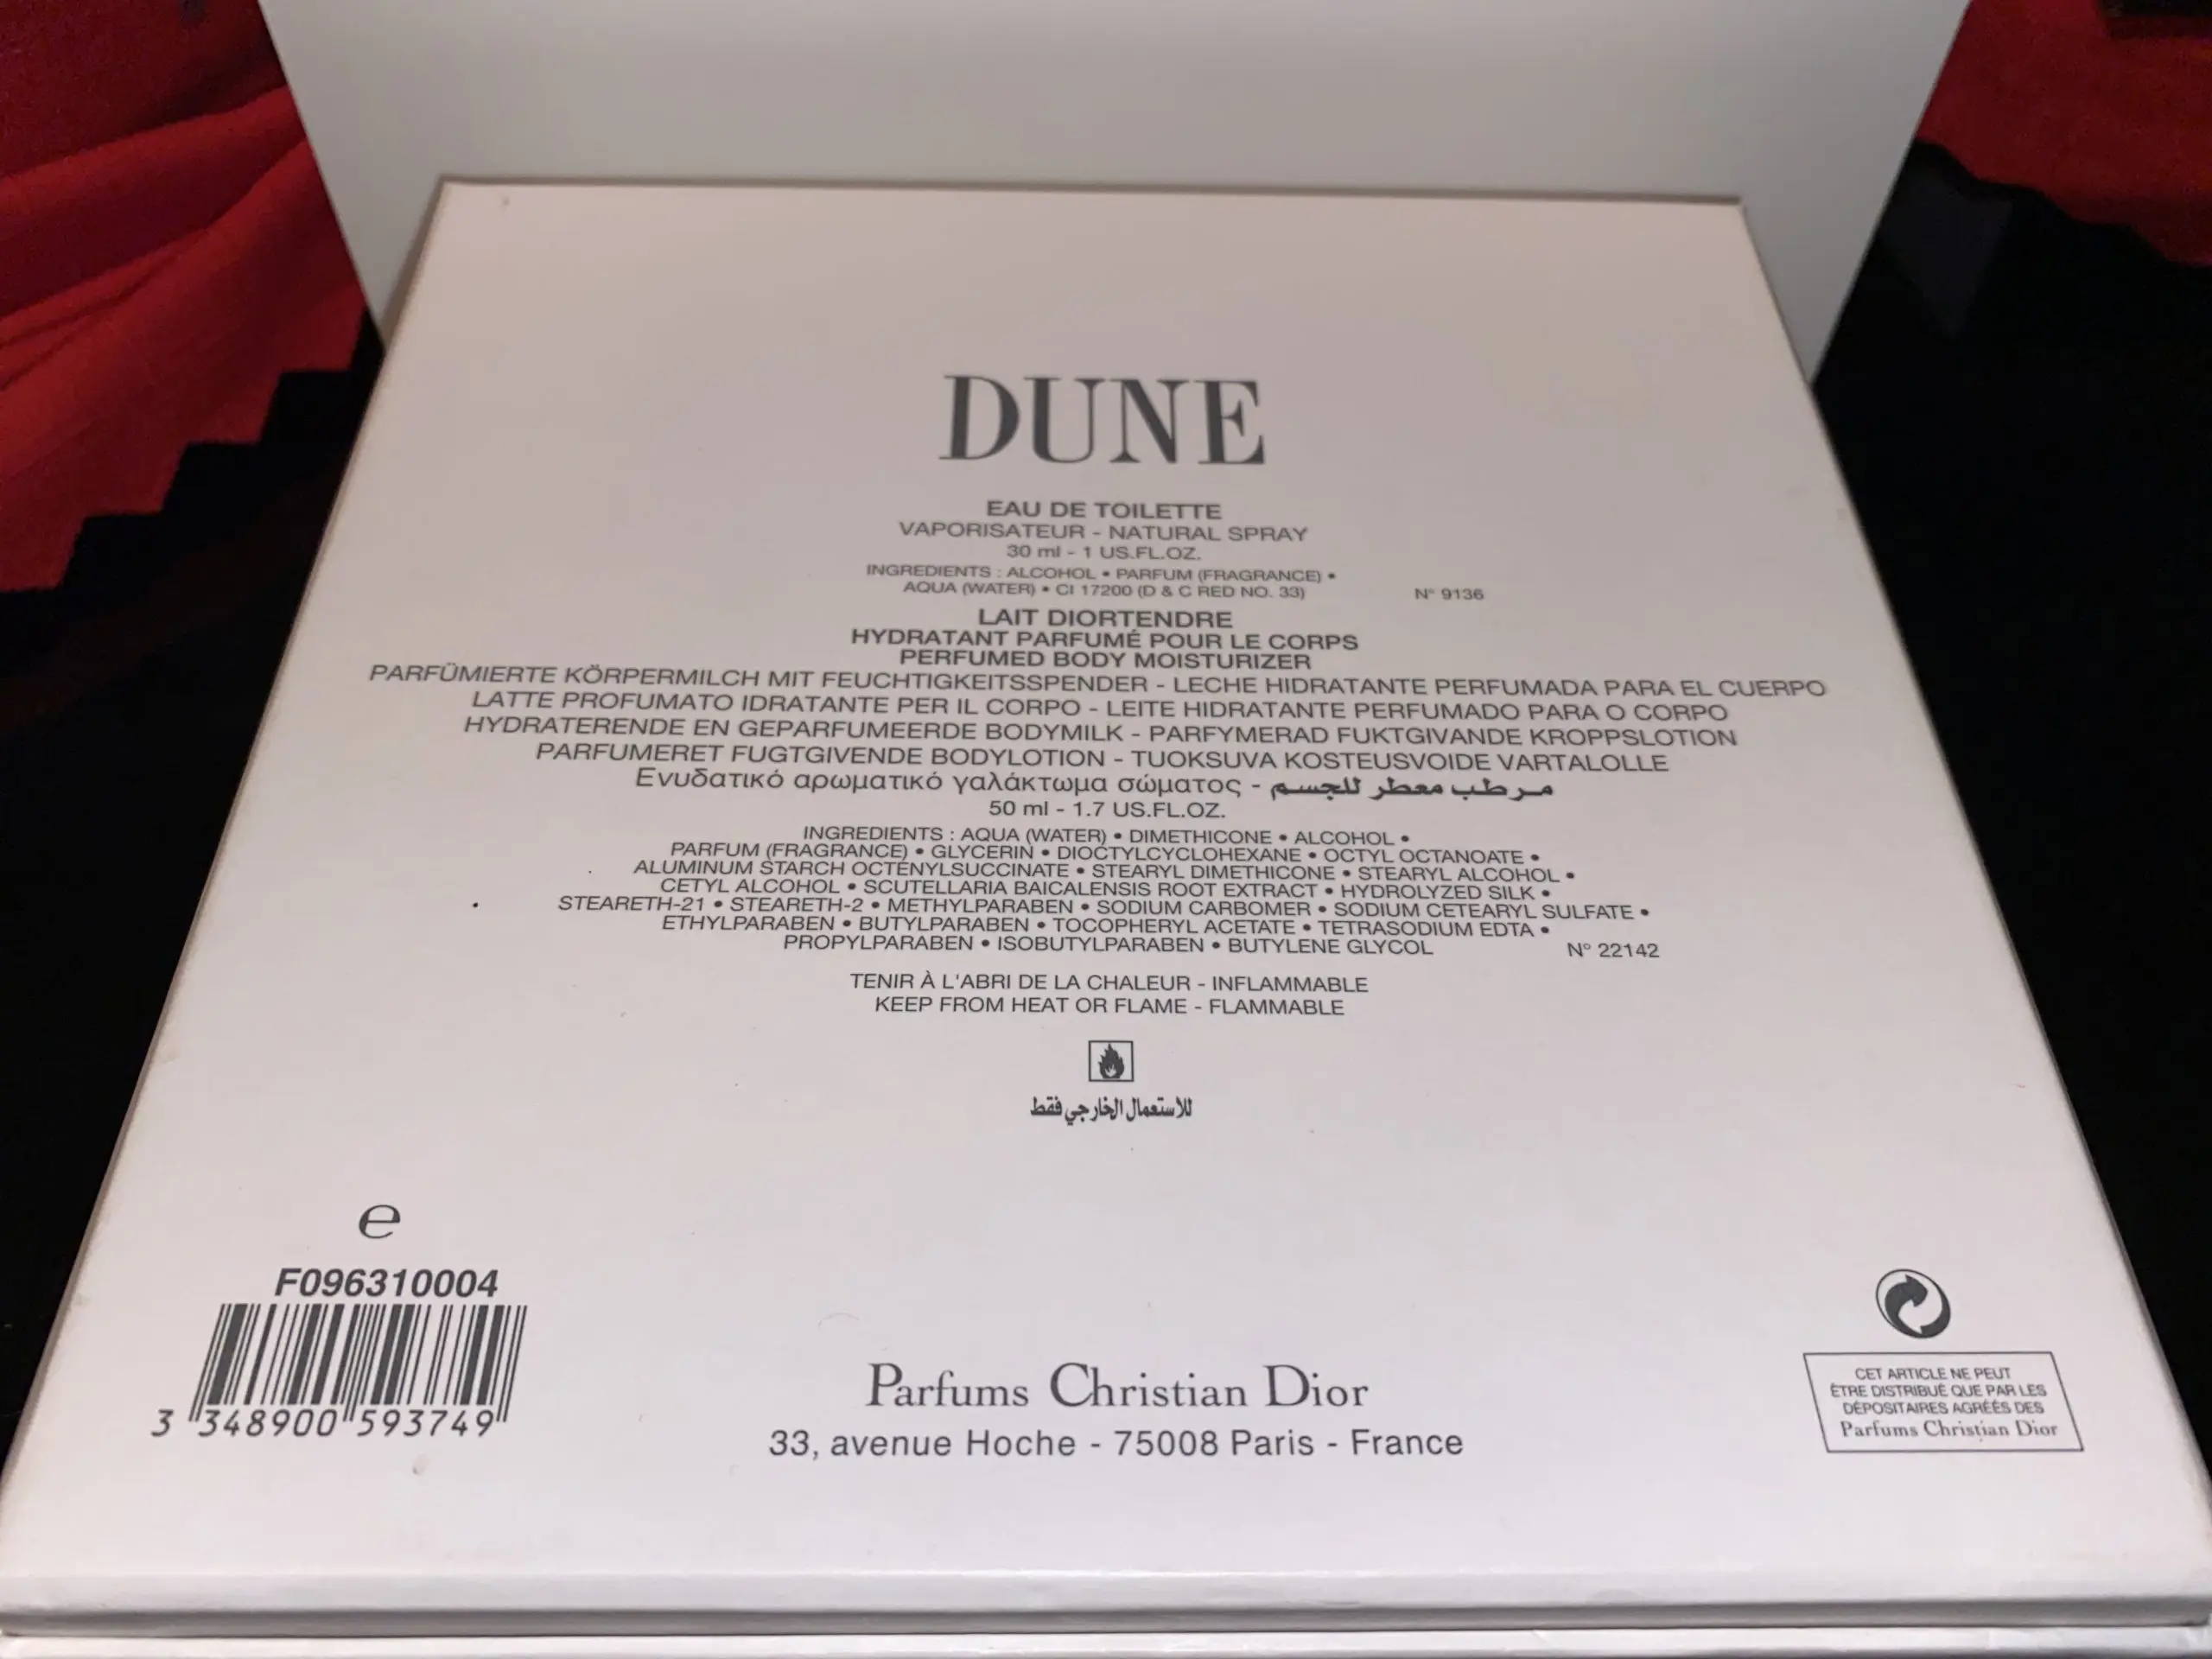 DUNE
EAU DE TOILETTE
VAPORISATEUR - NATURAL SPRAY
30 ml - 1 US.FL.OZ.
INGREDIENTS : ALCOHOL • PARFUM (FRAGRANCE) •
AQUA (WATER) • CI 17200 (D & C RED NO. 33)
N° 9136
LAIT DIORTENDRE
HYDRATANT PARFUMÉ POUR LE CORPS
PERFUMED BODY MOISTURIZER
PARFÜMIERTE KÖRPERMILCH MIT FEUCHTIGKEITSSPENDER - LECHE HIDRATANTE PERFUMADA PARA EL CUERPO
LATTE PROFUMATO IDRATANTE PER IL CORPO - LEITE HIDRATANTE PERFUMADO PARA O CORPO
HYDRATERENDE EN GEPARFUMEERDE BODYMILK - PARFYMERAD FUKTGIVANDE KROPPSLOTION
PARFUMERET FUGTGIVENDE BODYLOTION - TUOKSUVA KOSTEUSVOIDE VARTALOLLE
Ενυδατικό αρωματικό γαλάκτωμα σώματος - مرطب معطر للجسم
50 ml - 1.7 US.FL.OZ.
INGREDIENTS : AQUA (WATER) • DIMETHICONE • ALCOHOL •
PARFUM (FRAGRANCE) • GLYCERIN • DIOCTYLCYCLOHEXANE • OCTYL OCTANOATE •
ALUMINUM STARCH OCTENYLSUCCINATE • STEARYL DIMETHICONE • STEARYL ALCOHOL •
CETYL ALCOHOL • SCUTELLARIA BAICALENSIS ROOT EXTRACT • HYDROLYZED SILK •
STEARETH-21 • STEARETH-2 • METHYLPARABEN • SODIUM CARBOMER • SODIUM CETEARYL SULFATE •
ETHYLPARABEN • BUTYLPARABEN • TOCOPHERYL ACETATE • TETRASODIUM EDTA •
PROPYLPARABEN • ISOBUTYLPARABEN • BUTYLENE GLYCOL
N° 22142
TENIR À L'ABRI DE LA CHALEUR - INFLAMMABLE
KEEP FROM HEAT OR FLAME - FLAMMABLE
للاستعمال الخارجي فقط
e
F096310004
3 348900 593749
Parfums Christian Dior
33, avenue Hoche - 75008 Paris - France
CET ARTICLE NE PEUT
ÊTRE DISTRIBUÉ QUE PAR LES
DÉPOSITAIRES AGRÉÉS DES
Parfums Christian Dior